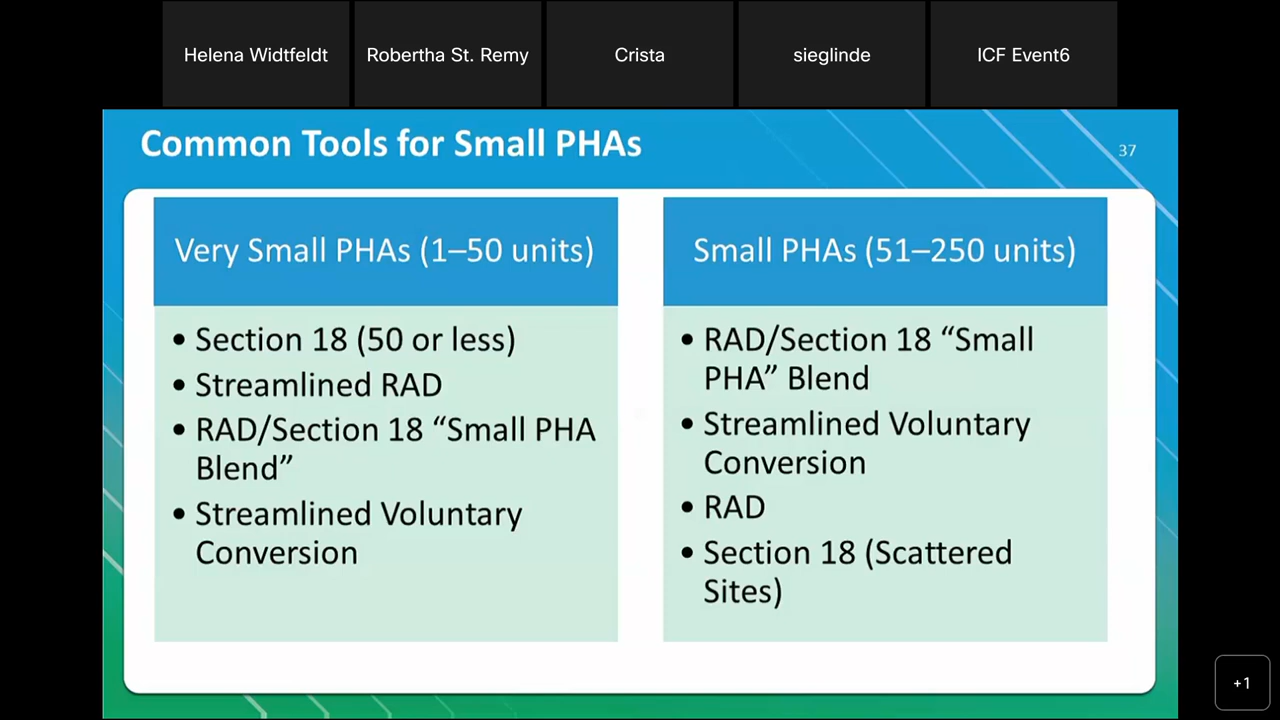 Helena Widtfeldt
Robertha St. Remy
Crista
sieglinde
ICF Event6
Common Tools for Small PHAs
37
Very Small PHAs (1–50 units)
• Section 18 (50 or less)
• Streamlined RAD
• RAD/Section 18 “Small PHA
Blend”
• Streamlined Voluntary
Conversion
Small PHAs (51–250 units)
• RAD/Section 18 “Small
PHA” Blend
• Streamlined Voluntary
Conversion
• RAD
• Section 18 (Scattered
Sites)
+1